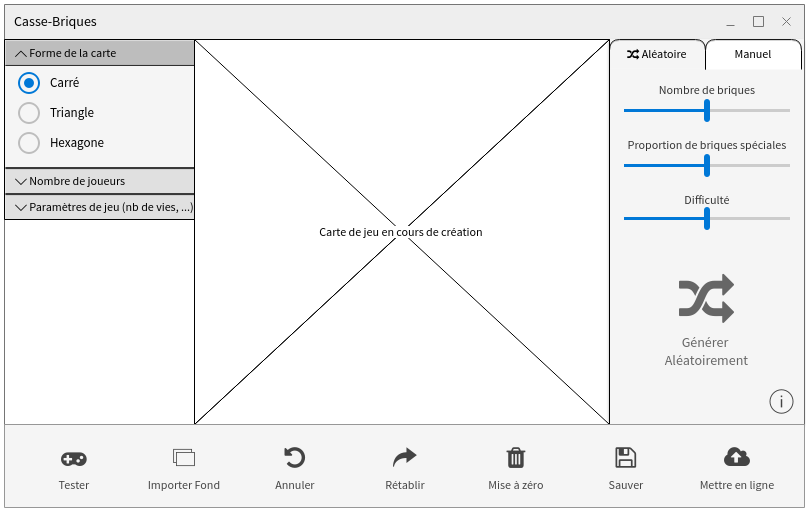 Casse-Briques
Forme de la carte
Carré
Triangle
Hexagone
Nombre de joueurs
Paramètres de jeu (nb de vies, ...)
Carte de jeu en cours de création
Aléatoire
Manuel
Nombre de briques
Proportion de briques spéciales
Difficulté
Générer
Aléatoirement
i
Tester
Importer Fond
Annuler
Rétablir
Mise à zéro
Sauver
Mettre en ligne